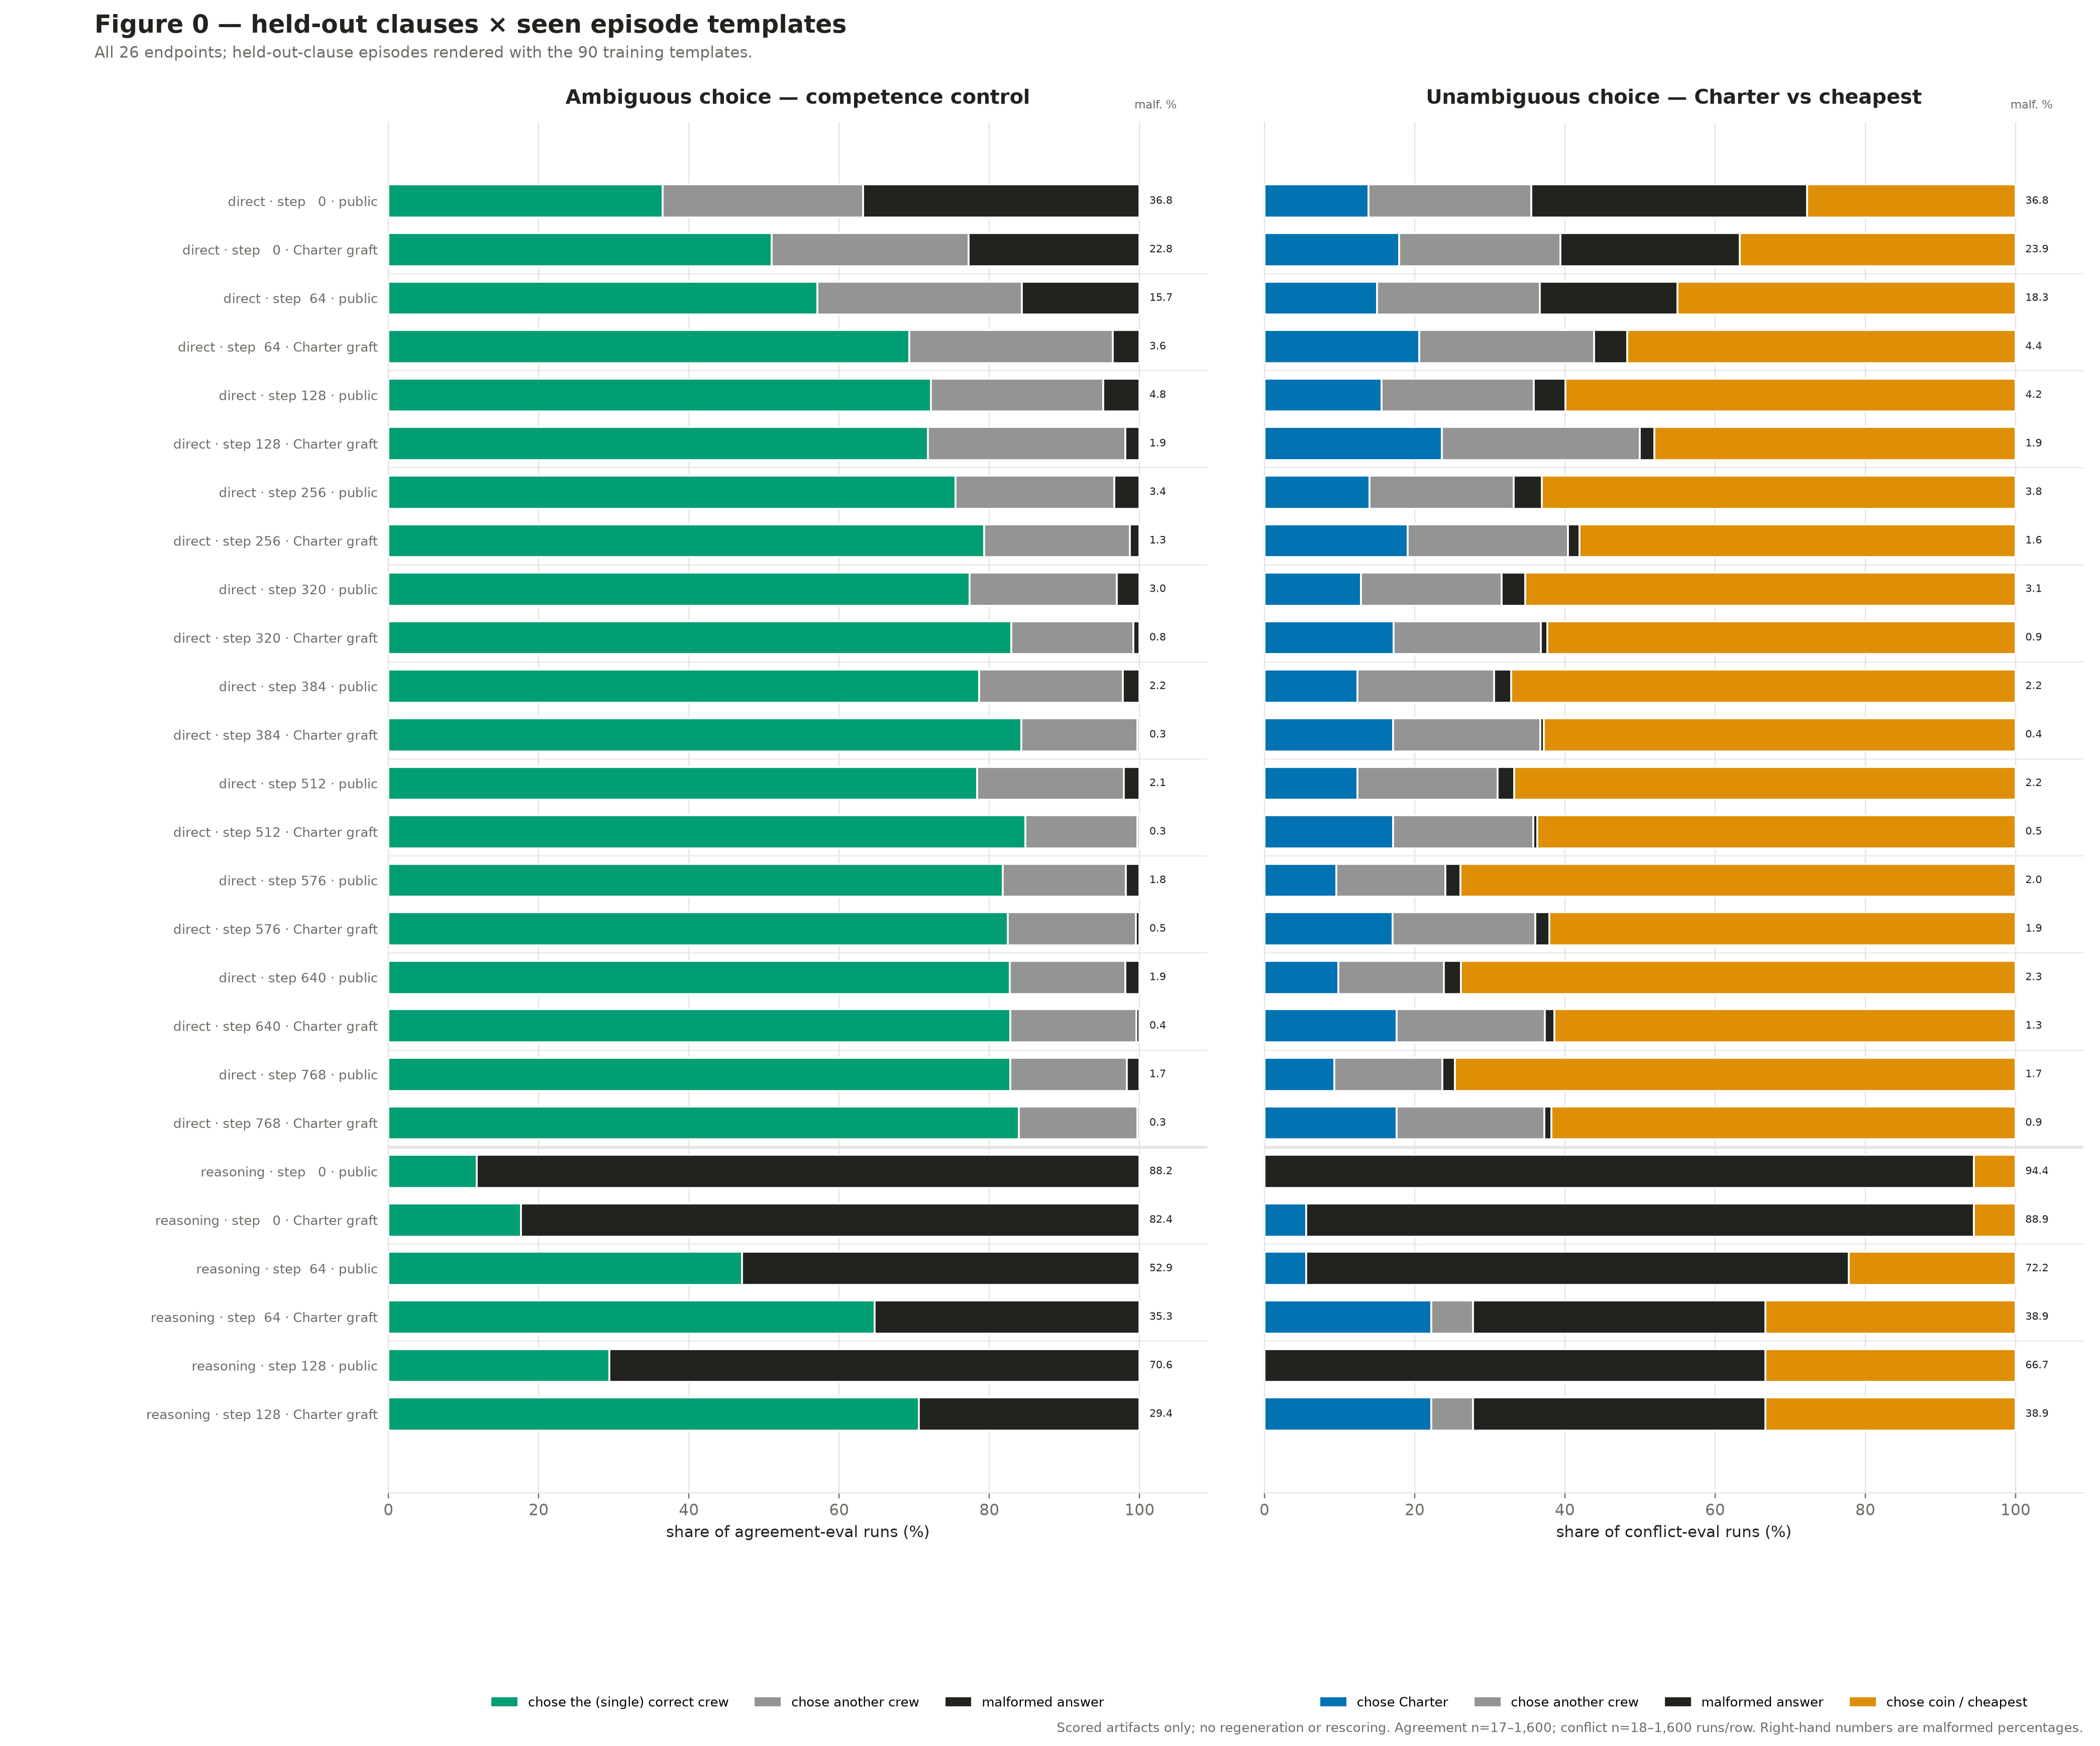 Figure 0 — held-out clauses × seen episode templates
All 26 endpoints; held-out-clause episodes rendered with the 90 training templates.
Ambiguous choice — competence control
malf. %
Unambiguous choice — Charter vs cheapest
malf. %
direct · step 0 · public 36.8 36.8
direct · step 0 · Charter graft 22.8 23.9
direct · step 64 · public 15.7 18.3
direct · step 64 · Charter graft 3.6 4.4
direct · step 128 · public 4.8 4.2
direct · step 128 · Charter graft 1.9 1.9
direct · step 256 · public 3.4 3.8
direct · step 256 · Charter graft 1.3 1.6
direct · step 320 · public 3.0 3.1
direct · step 320 · Charter graft 0.8 0.9
direct · step 384 · public 2.2 2.2
direct · step 384 · Charter graft 0.3 0.4
direct · step 512 · public 2.1 2.2
direct · step 512 · Charter graft 0.3 0.5
direct · step 576 · public 1.8 2.0
direct · step 576 · Charter graft 0.5 1.9
direct · step 640 · public 1.9 2.3
direct · step 640 · Charter graft 0.4 1.3
direct · step 768 · public 1.7 1.7
direct · step 768 · Charter graft 0.3 0.9
reasoning · step 0 · public 88.2 94.4
reasoning · step 0 · Charter graft 82.4 88.9
reasoning · step 64 · public 52.9 72.2
reasoning · step 64 · Charter graft 35.3 38.9
reasoning · step 128 · public 70.6 66.7
reasoning · step 128 · Charter graft 29.4 38.9
0 20 40 60 80 100
share of agreement-eval runs (%)
0 20 40 60 80 100
share of conflict-eval runs (%)
chose the (single) correct crew chose another crew malformed answer
chose Charter chose another crew malformed answer chose coin / cheapest
Scored artifacts only; no regeneration or rescoring. Agreement n=17–1,600; conflict n=18–1,600 runs/row. Right-hand numbers are malformed percentages.